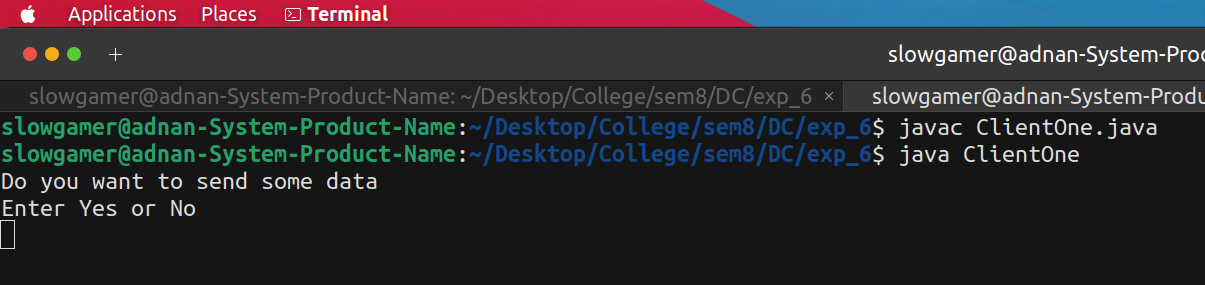 Applications Places Terminal
slowgamer@adnan-System-Prod
slowgamer@adnan-System-Product-Name: ~/Desktop/College/sem8/DC/exp_6 × slowgamer@adnan-System-Produ
slowgamer@adnan-System-Product-Name:~/Desktop/College/sem8/DC/exp_6$ javac ClientOne.java
slowgamer@adnan-System-Product-Name:~/Desktop/College/sem8/DC/exp_6$ java ClientOne
Do you want to send some data
Enter Yes or No